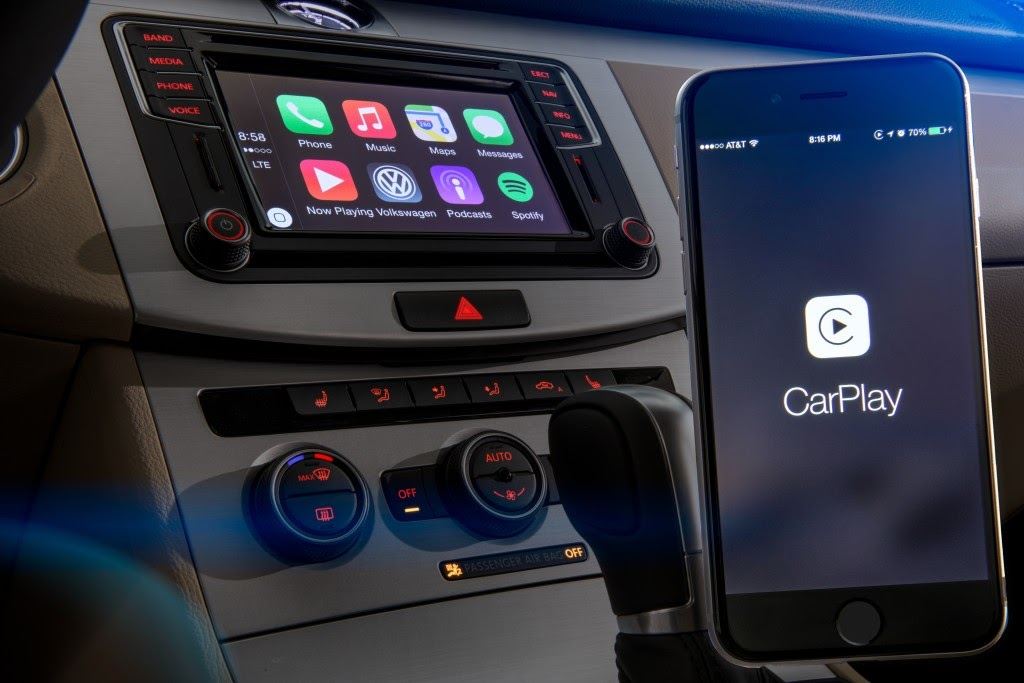 BAND
MEDIA
PHONE
VOICE
EJECT
NAV
INFO
MENU
8:58
LTE
Phone
Music
280
Maps
Messages
Now Playing
Volkswagen
Podcasts
Spotify
MAX
OFF
AUTO
A
PASSENGER AIR BAG OFF
AT&T
8:16 PM
70%
CarPlay